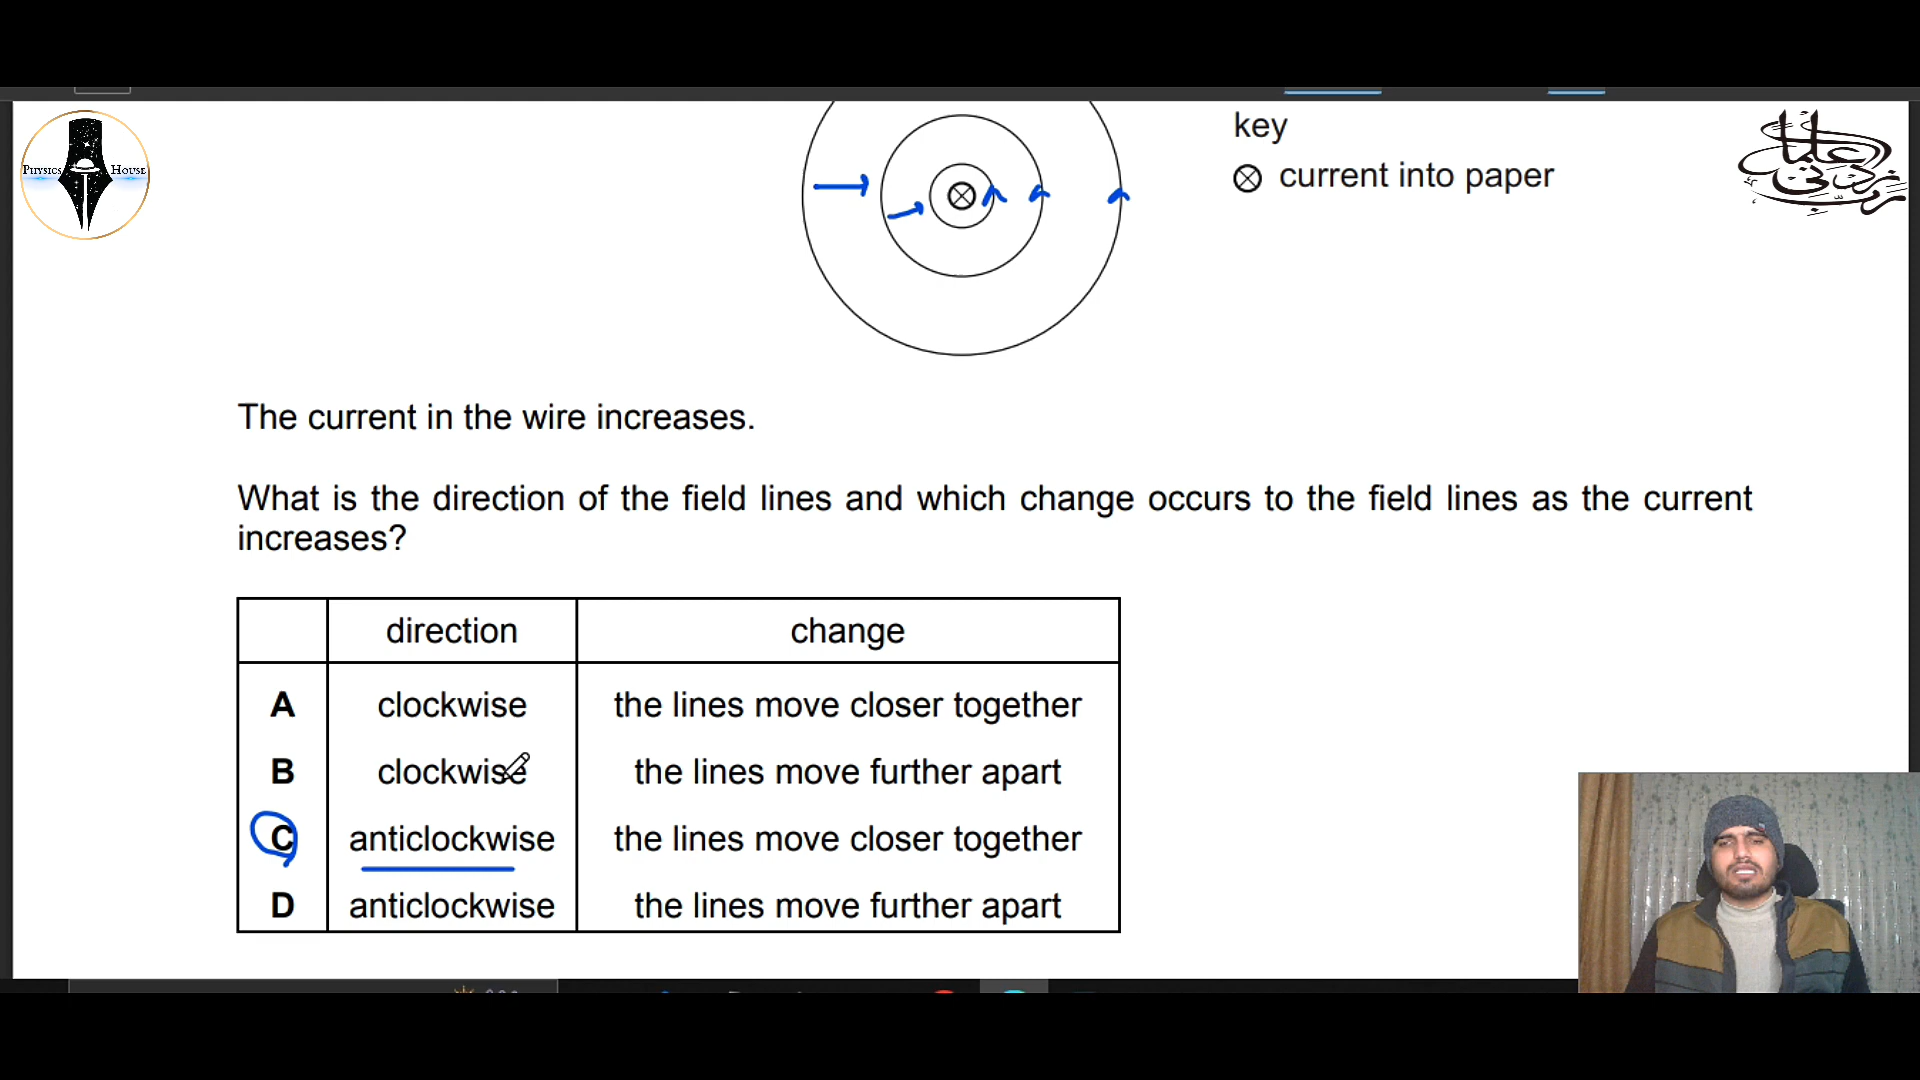 PHYSICS HOUSE
key
⊗ current into paper
The current in the wire increases.
What is the direction of the field lines and which change occurs to the field lines as the current
increases?
direction change
A clockwise the lines move closer together
B clockwise the lines move further apart
C anticlockwise the lines move closer together
D anticlockwise the lines move further apart